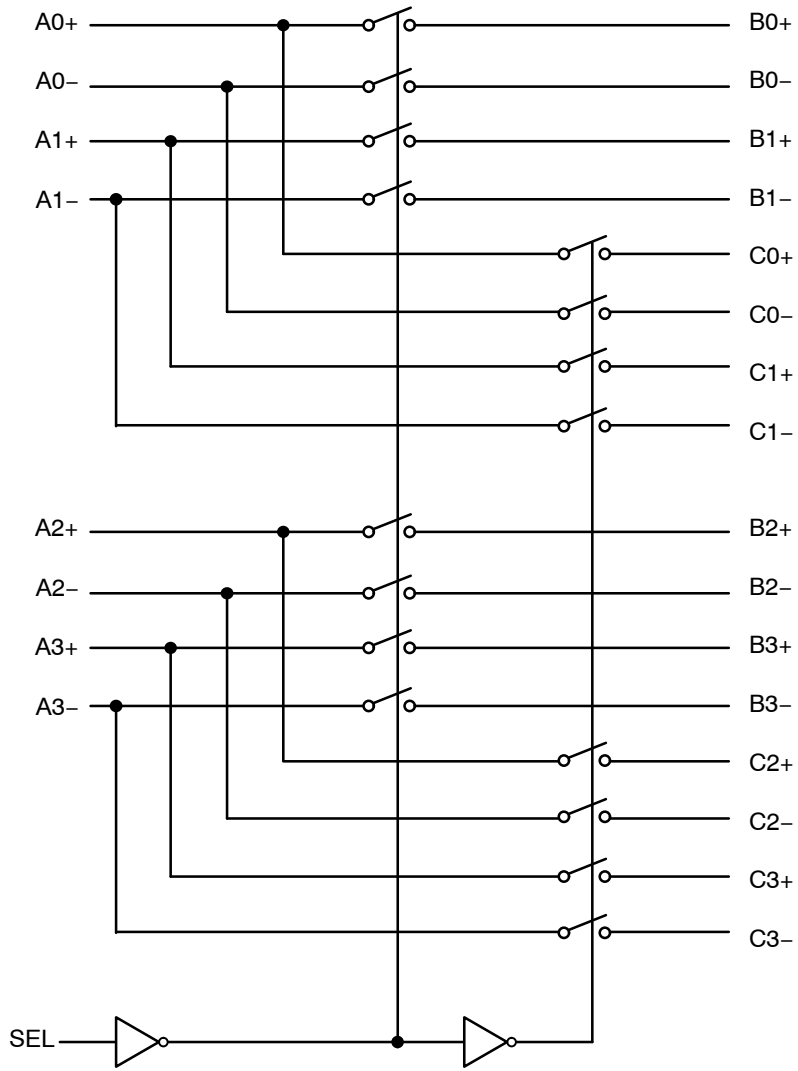 A0+ B0+
A0− B0−
A1+ B1+
A1− B1−
C0+
C0−
C1+
C1−
A2+ B2+
A2− B2−
A3+ B3+
A3− B3−
C2+
C2−
C3+
C3−
SEL